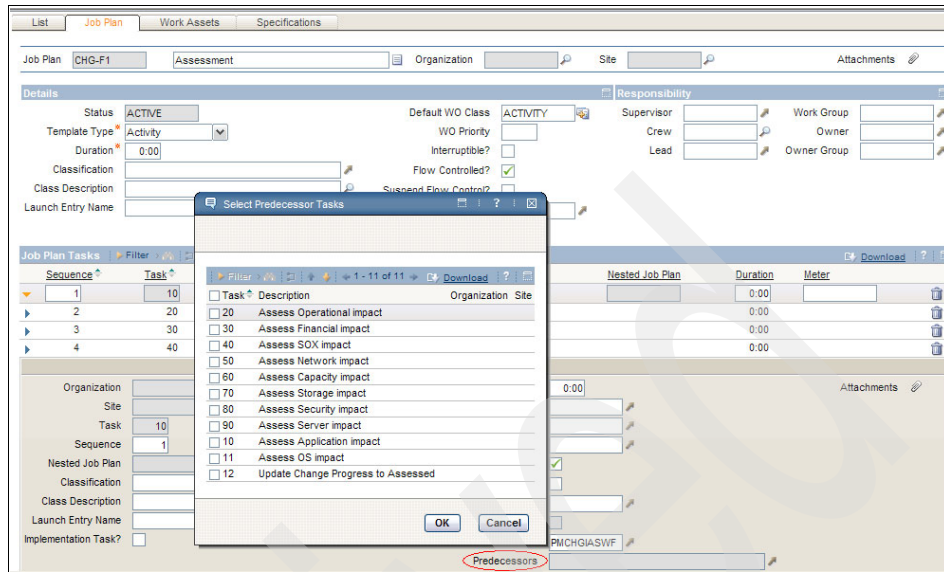 List Job Plan Work Assets Specifications
Job Plan CHG-F1 Assessment Organization Site Attachments
Details Responsibility
Status ACTIVE Default WO Class ACTIVITY Supervisor Work Group
Template Type* Activity WO Priority Crew Owner
Duration* 0:00 Interruptible? Lead Owner Group
Classification Flow Controlled?
Class Description Suspend Flow Control?
Launch Entry Name
Select Predecessor Tasks ?
Filter 1 - 11 of 11 Download ?
Task Description Organization Site
20 Assess Operational impact
30 Assess Financial impact
40 Assess SOX impact
50 Assess Network impact
60 Assess Capacity impact
70 Assess Storage impact
80 Assess Security impact
90 Assess Server impact
10 Assess Application impact
11 Assess OS impact
12 Update Change Progress to Assessed
OK Cancel
Job Plan Tasks Filter Download ?
Sequence Task Nested Job Plan Duration Meter
1 10 0:00
2 20 0:00
3 30 0:00
4 40 0:00
Organization 0:00 Attachments
Site
Task 10
Sequence 1
Nested Job Plan
Classification
Class Description
Launch Entry Name
Implementation Task? PMCHGIASWF
Predecessors